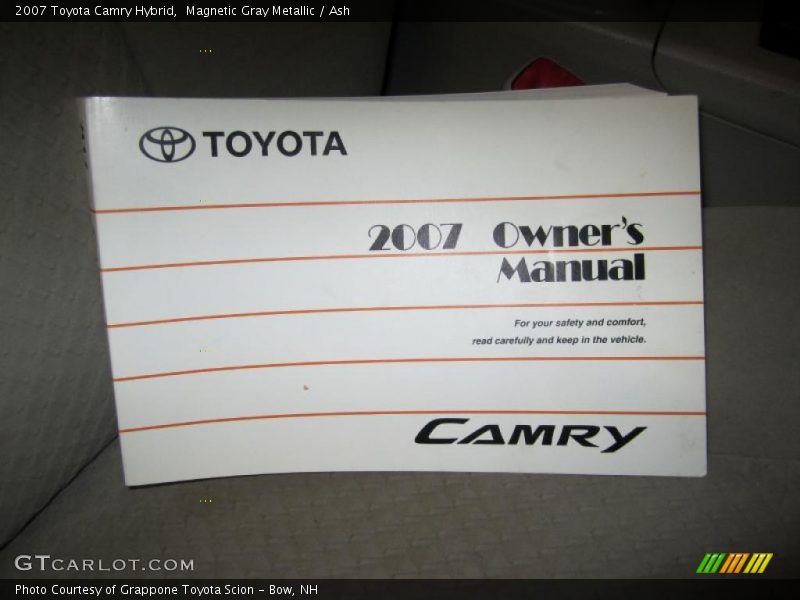 2007 Toyota Camry Hybrid,  Magnetic Gray Metallic / Ash
TOYOTA
2007 Owner's
Manual
For your safety and comfort,
read carefully and keep in the vehicle.
CAMRY
GTCARLOT.COM
Photo Courtesy of Grappone Toyota Scion - Bow, NH